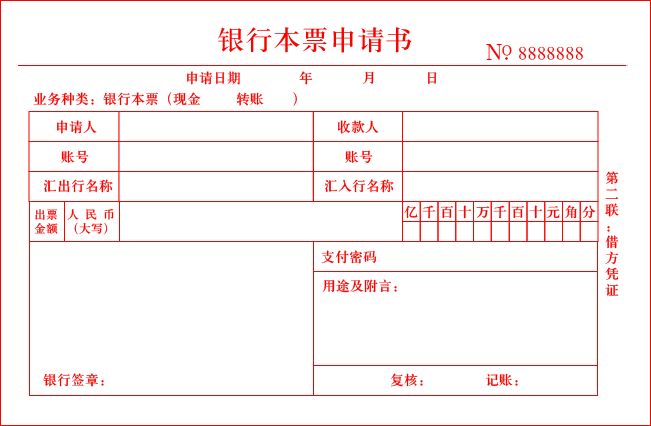 银行本票申请书
№ 8888888
申请日期 年 月 日
业务种类：银行本票（现金 转账 ）
申请人 收款人
账号 账号
汇出行名称 汇入行名称
出票金额 人民币（大写） 亿 千 百 十 万 千 百 十 元 角 分
支付密码
用途及附言：
银行签章： 复核： 记账：
第二联：借方凭证